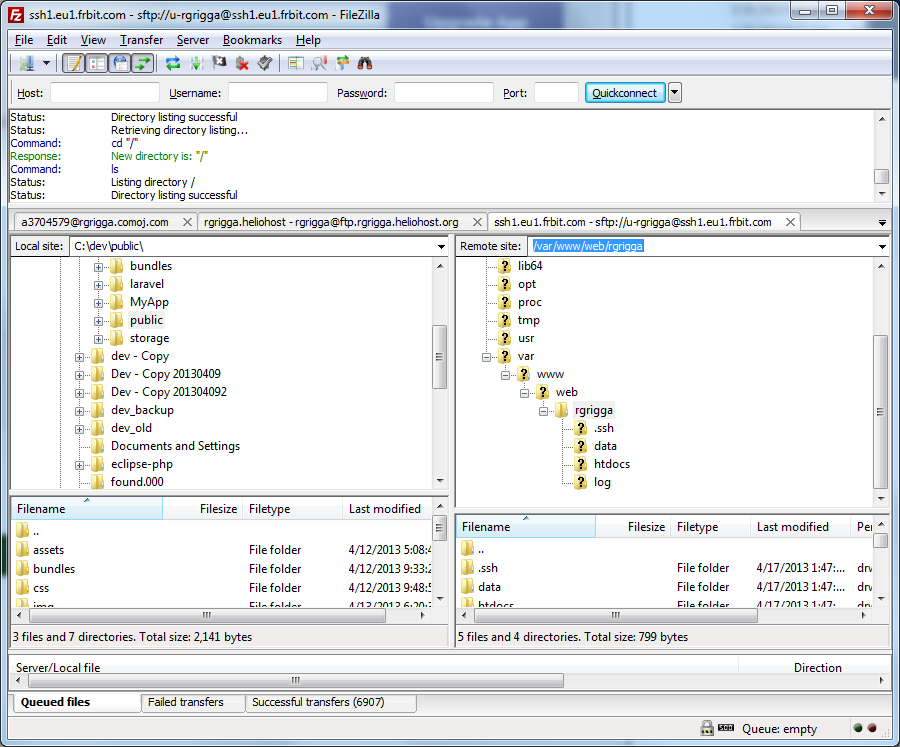 ssh1.eu1.frbit.com - sftp://u-rgrigga@ssh1.eu1.frbit.com - FileZilla
File Edit View Transfer Server Bookmarks Help
Host: Username: Password: Port: Quickconnect
Status: Directory listing successful
Status: Retrieving directory listing...
Command: cd "/"
Response: New directory is: "/"
Command: ls
Status: Listing directory /
Status: Directory listing successful
a3704579@rgrigga.comoj.com rgrigga.heliohost - rgrigga@ftp.rgrigga.heliohost.org ssh1.eu1.frbit.com - sftp://u-rgrigga@ssh1.eu1.frbit.com
Local site: C:\dev\public\
bundles
laravel
MyApp
public
storage
dev - Copy
Dev - Copy 20130409
Dev - Copy 201304092
dev_backup
dev_old
Documents and Settings
eclipse-php
found.000
Filename Filesize Filetype Last modified
..
assets File folder 4/12/2013 5:08:4
bundles File folder 4/12/2013 9:33:2
css File folder 4/12/2013 9:48:5
img File folder 4/13/2013 6:20:3
3 files and 7 directories. Total size: 2,141 bytes
Remote site: /var/www/web/rgrigga
lib64
opt
proc
tmp
usr
var
www
web
rgrigga
.ssh
data
htdocs
log
Filename Filesize Filetype Last modified Per
..
.ssh File folder 4/17/2013 1:47:... drw
data File folder 4/17/2013 1:47:... drw
htdocs File folder 4/17/2013 1:47:...
5 files and 4 directories. Total size: 799 bytes
Server/Local file Direction
Queued files Failed transfers Successful transfers (6907)
Queue: empty